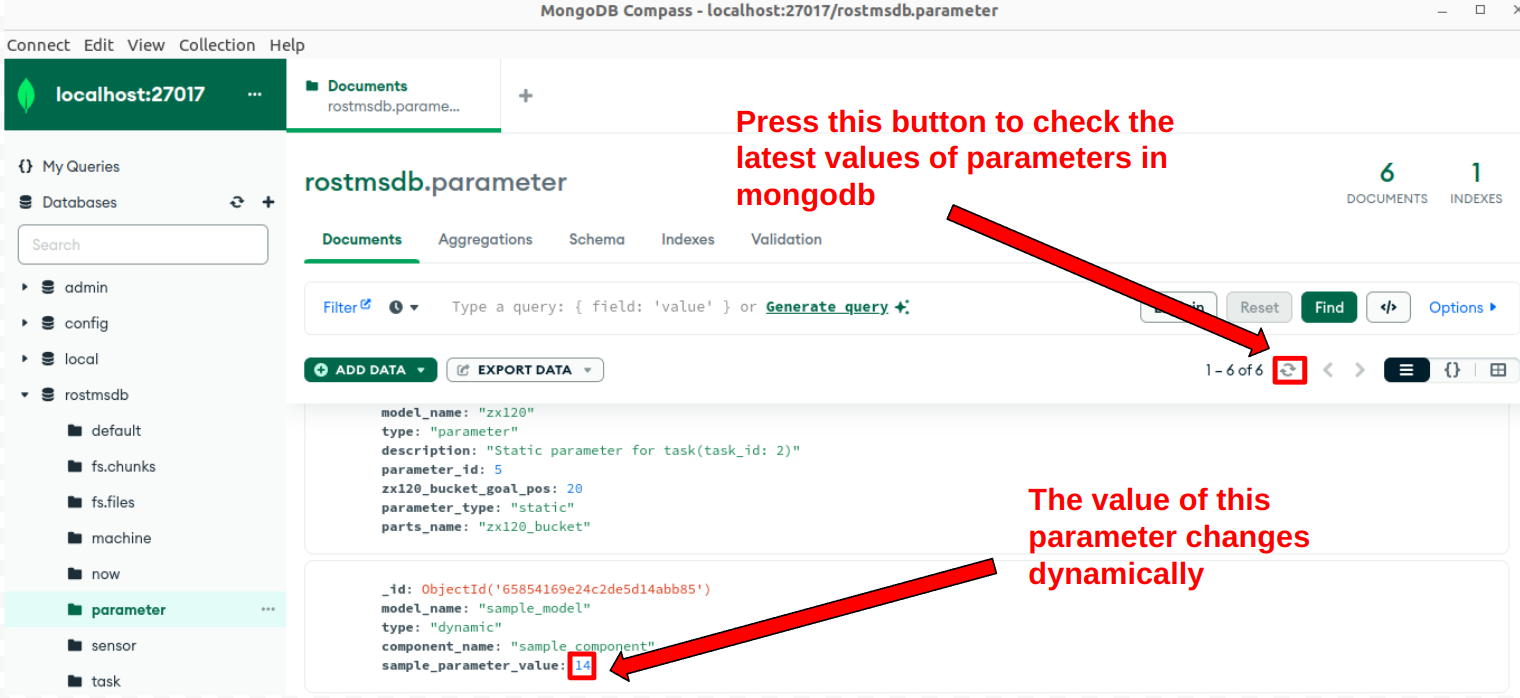 MongoDB Compass - localhost:27017/rostmsdb.parameter
Connect Edit View Collection Help
localhost:27017 ...
Documents
rostmsdb.parame...
+
Press this button to check the
latest values of parameters in
mongodb
{} My Queries
Databases
Search
admin
config
local
rostmsdb
default
fs.chunks
fs.files
machine
now
parameter ...
sensor
task
rostmsdb.parameter
6
DOCUMENTS
1
INDEXES
Documents Aggregations Schema Indexes Validation
Filter Type a query: { field: 'value' } or Generate query
Reset Find </> Options
ADD DATA EXPORT DATA 1 – 6 of 6 {}
model_name: "zx120"
type: "parameter"
description: "Static parameter for task(task_id: 2)"
parameter_id: 5
zx120_bucket_goal_pos: 20
parameter_type: "static"
parts_name: "zx120_bucket"
The value of this
parameter changes
dynamically
_id: ObjectId('65854169e24c2de5d14abb85')
model_name: "sample_model"
type: "dynamic"
component_name: "sample_component"
sample_parameter_value: 14